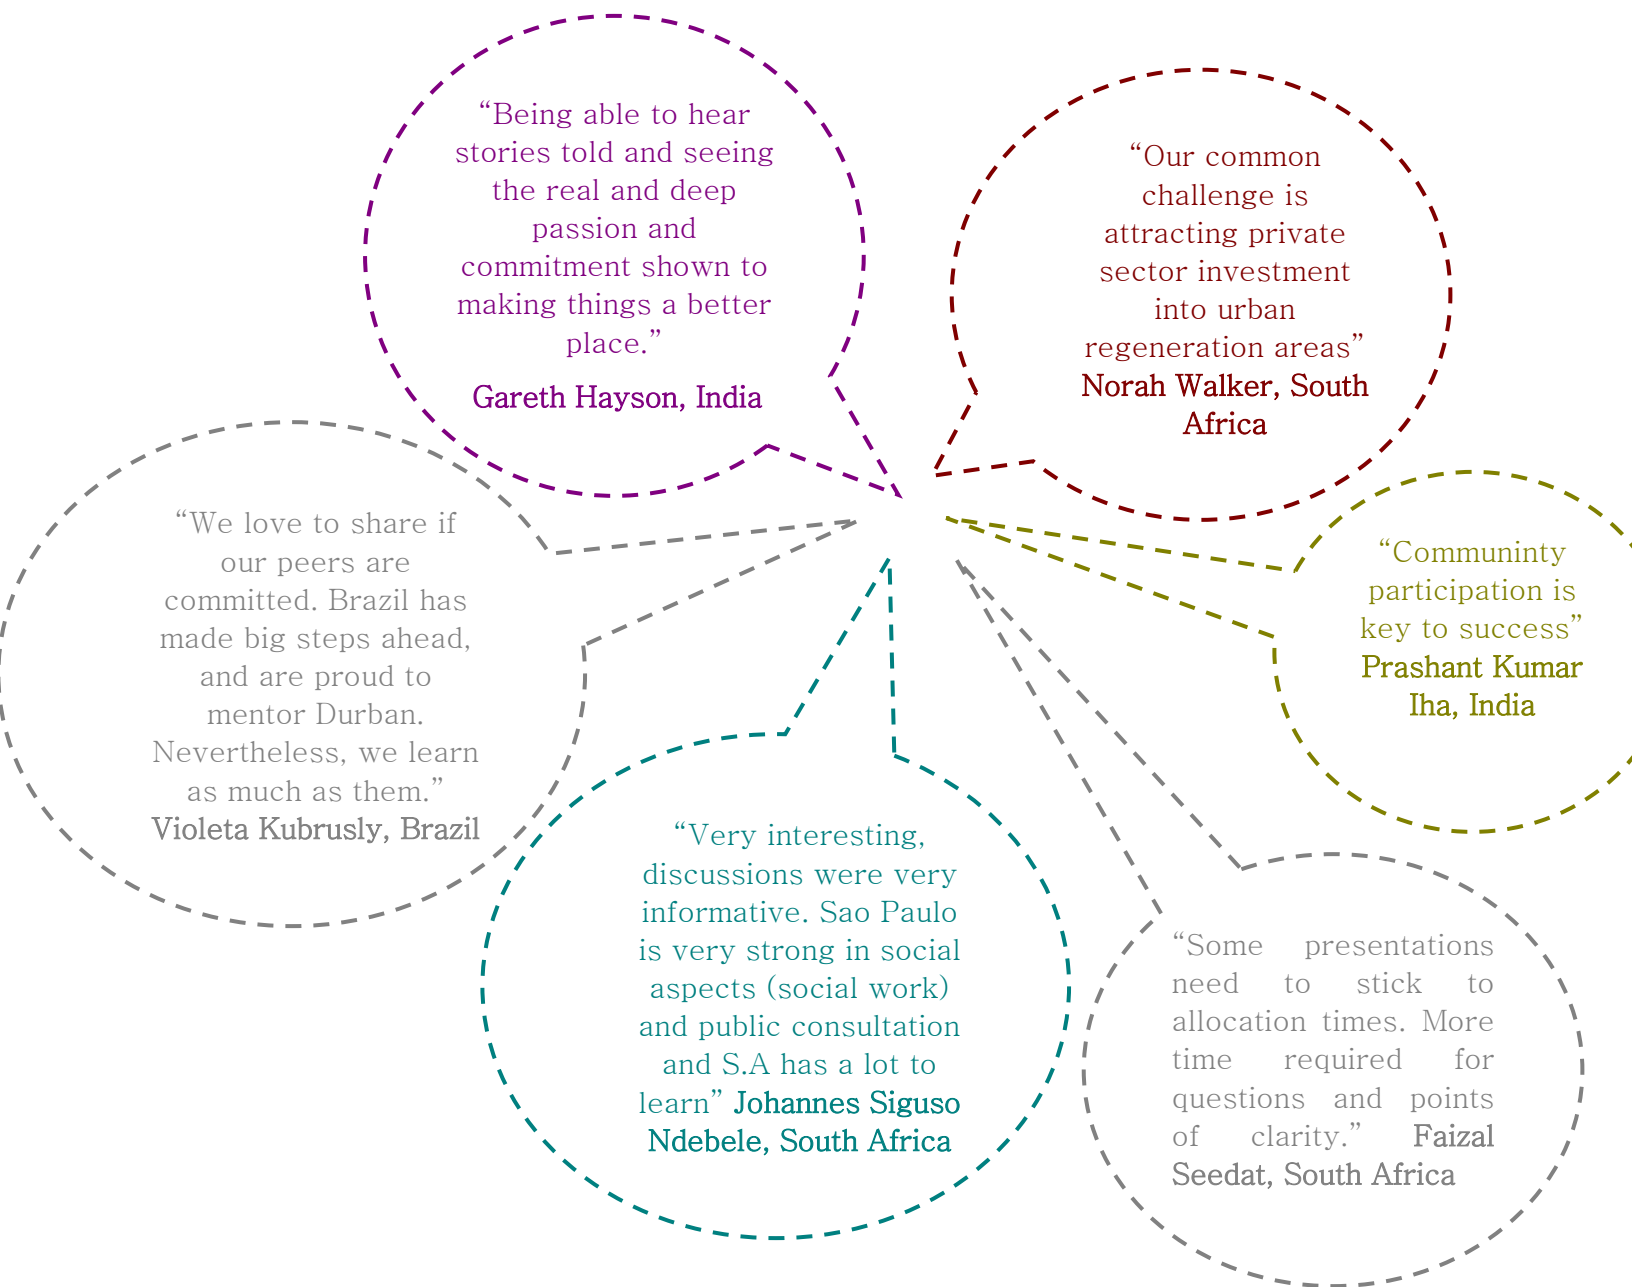 “Being able to hear
stories told and seeing
the real and deep
passion and
commitment shown to
making things a better
place.”
Gareth Hayson, India
“Our common
challenge is
attracting private
sector investment
into urban
regeneration areas”
Norah Walker, South
Africa
“We love to share if
our peers are
committed. Brazil has
made big steps ahead,
and are proud to
mentor Durban.
Nevertheless, we learn
as much as them.”
Violeta Kubrusly, Brazil
“Communinty
participation is
key to success”
Prashant Kumar
Iha, India
“Very interesting,
discussions were very
informative. Sao Paulo
is very strong in social
aspects (social work)
and public consultation
and S.A has a lot to
learn” Johannes Siguso
Ndebele, South Africa
“Some presentations
need to stick to
allocation times. More
time required for
questions and points
of clarity.” Faizal
Seedat, South Africa